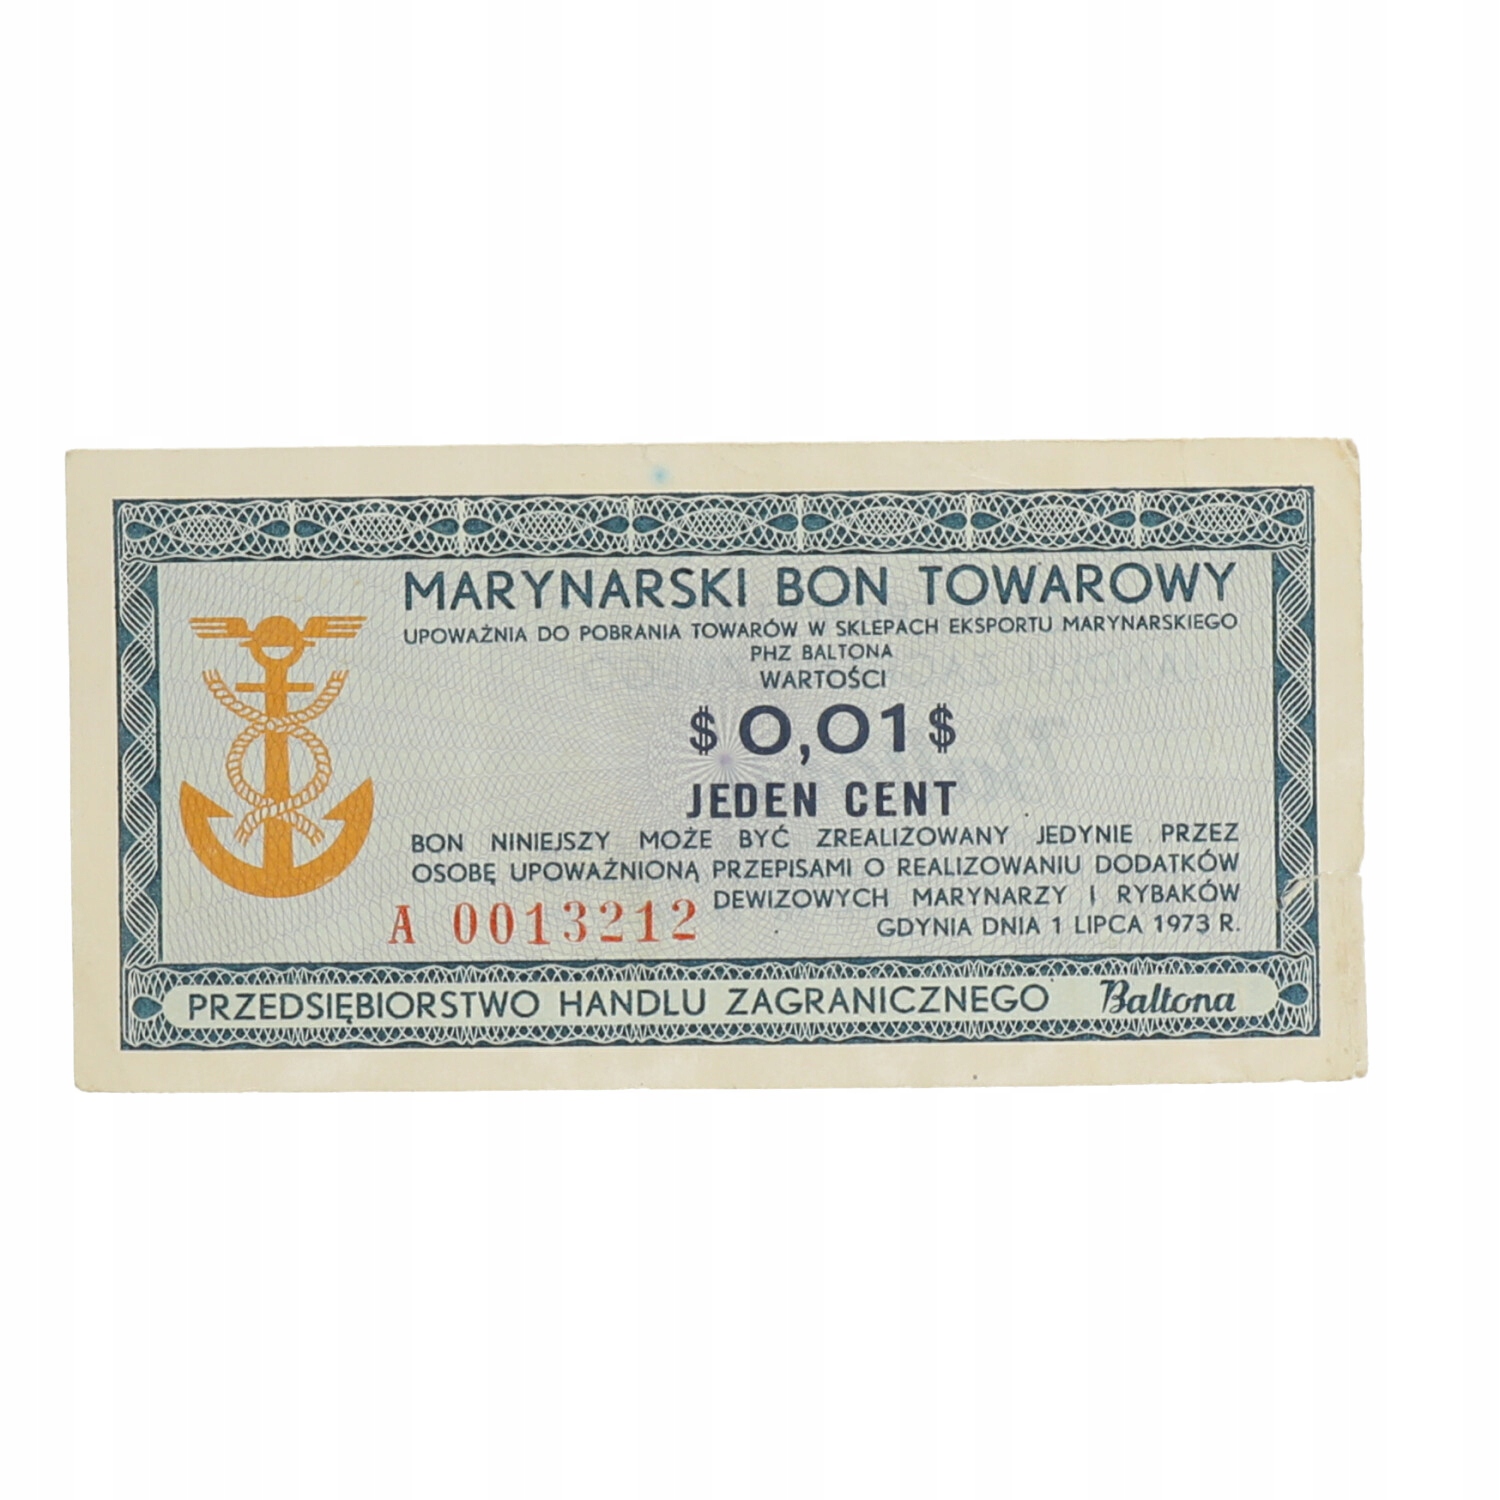 MARYNARSKI BON TOWAROWY
UPOWAŻNIA DO POBRANIA TOWARÓW W SKLEPACH EKSPORTU MARYNARSKIEGO
PHZ BALTONA
WARTOŚCI
$ 0,01 $
JEDEN CENT
BON NINIEJSZY MOŻE BYĆ ZREALIZOWANY JEDYNIE PRZEZ
OSOBĘ UPOWAŻNIONĄ PRZEPISAMI O REALIZOWANIU DODATKÓW
DEWIZOWYCH MARYNARZY I RYBAKÓW
A 0013212
GDYNIA DNIA 1 LIPCA 1973 R.
PRZEDSIĘBIORSTWO HANDLU ZAGRANICZNEGO Baltona